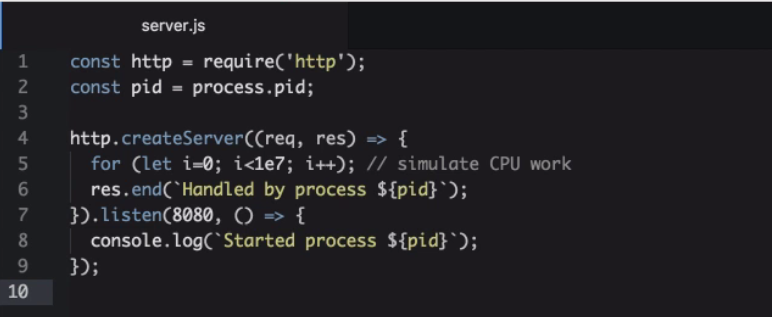 server.js
1 const http = require('http');
2 const pid = process.pid;
3
4 http.createServer((req, res) => {
5   for (let i=0; i<1e7; i++); // simulate CPU work
6   res.end(`Handled by process ${pid}`);
7 }).listen(8080, () => {
8   console.log(`Started process ${pid}`);
9 });
10